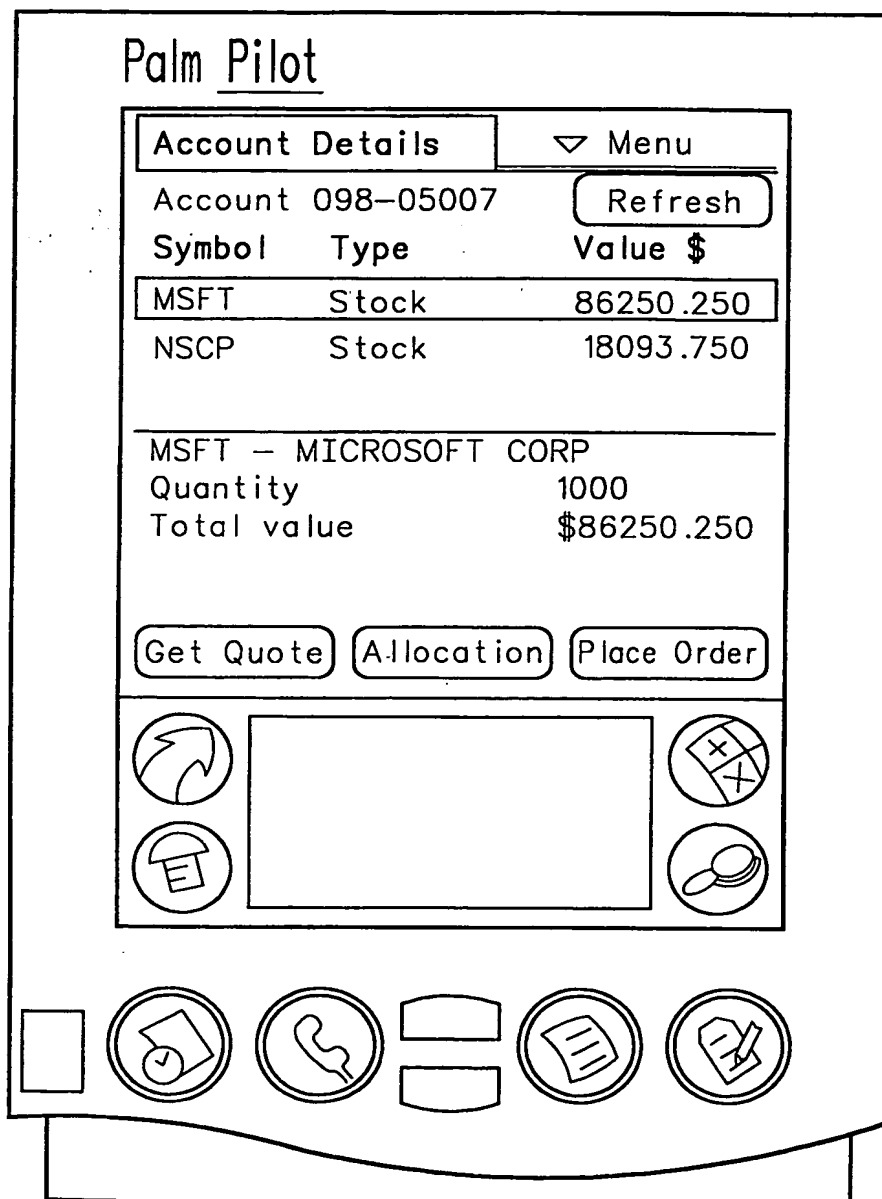 Palm Pilot
Account Details ▽ Menu
Account 098-05007 Refresh
Symbol Type Value $
MSFT Stock 86250.250
NSCP Stock 18093.750
MSFT - MICROSOFT CORP
Quantity 1000
Total value $86250.250
Get Quote Allocation Place Order